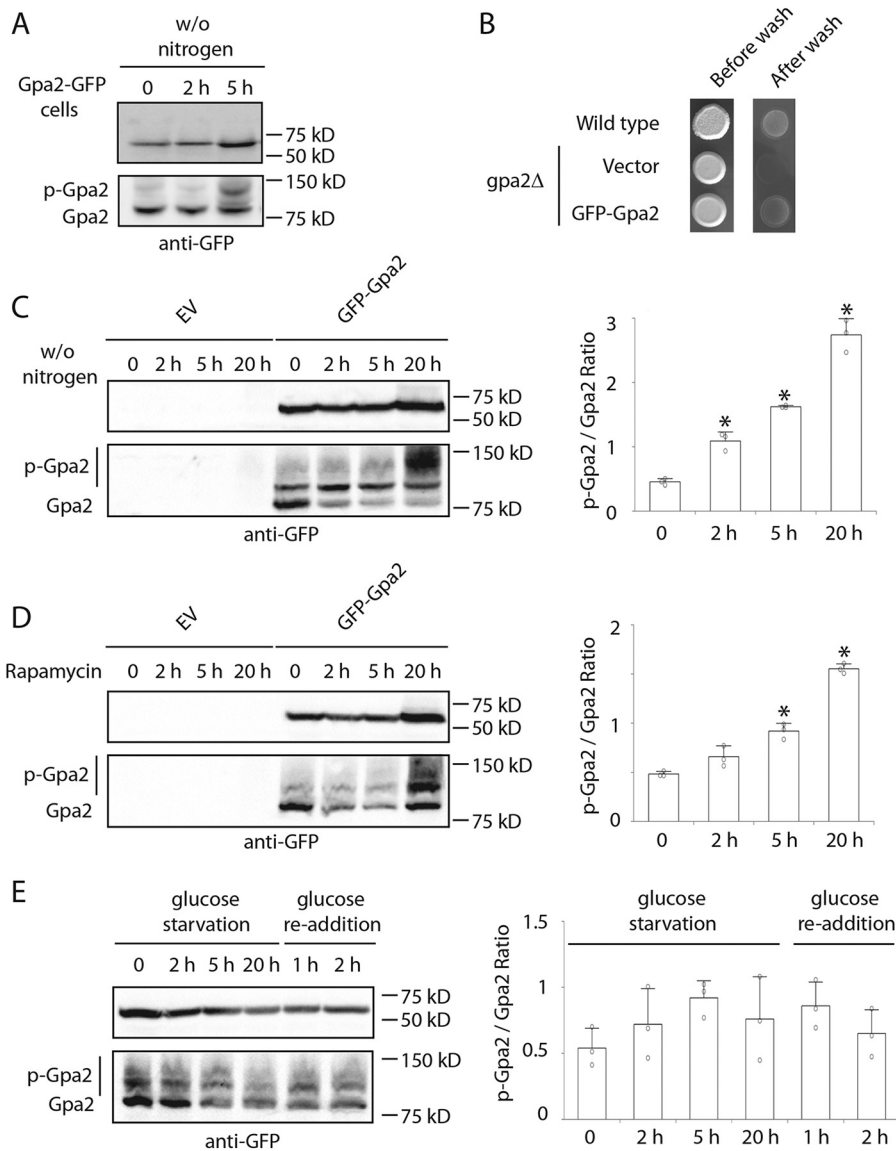 A
w/o
nitrogen
Gpa2-GFP
cells
0 2 h 5 h
75 kD
50 kD
150 kD
p-Gpa2
Gpa2
75 kD
anti-GFP
B
Before wash
After wash
Wild type
gpa2Δ
Vector
GFP-Gpa2
C
EV
GFP-Gpa2
w/o
nitrogen
0 2 h 5 h 20 h 0 2 h 5 h 20 h
75 kD
50 kD
150 kD
p-Gpa2
Gpa2
75 kD
anti-GFP
p-Gpa2 / Gpa2 Ratio
3
2
1
0
* * *
0 2 h 5 h 20 h
D
EV
GFP-Gpa2
Rapamycin
0 2 h 5 h 20 h 0 2 h 5 h 20 h
75 kD
50 kD
150 kD
p-Gpa2
Gpa2
75 kD
anti-GFP
p-Gpa2 / Gpa2 Ratio
2
1
0
* *
0 2 h 5 h 20 h
E
glucose
starvation
glucose
re-addition
0 2 h 5 h 20 h 1 h 2 h
75 kD
50 kD
150 kD
p-Gpa2
Gpa2
75 kD
anti-GFP
glucose
starvation
glucose
re-addition
p-Gpa2 / Gpa2 Ratio
1.5
1
0.5
0
0 2 h 5 h 20 h 1 h 2 h